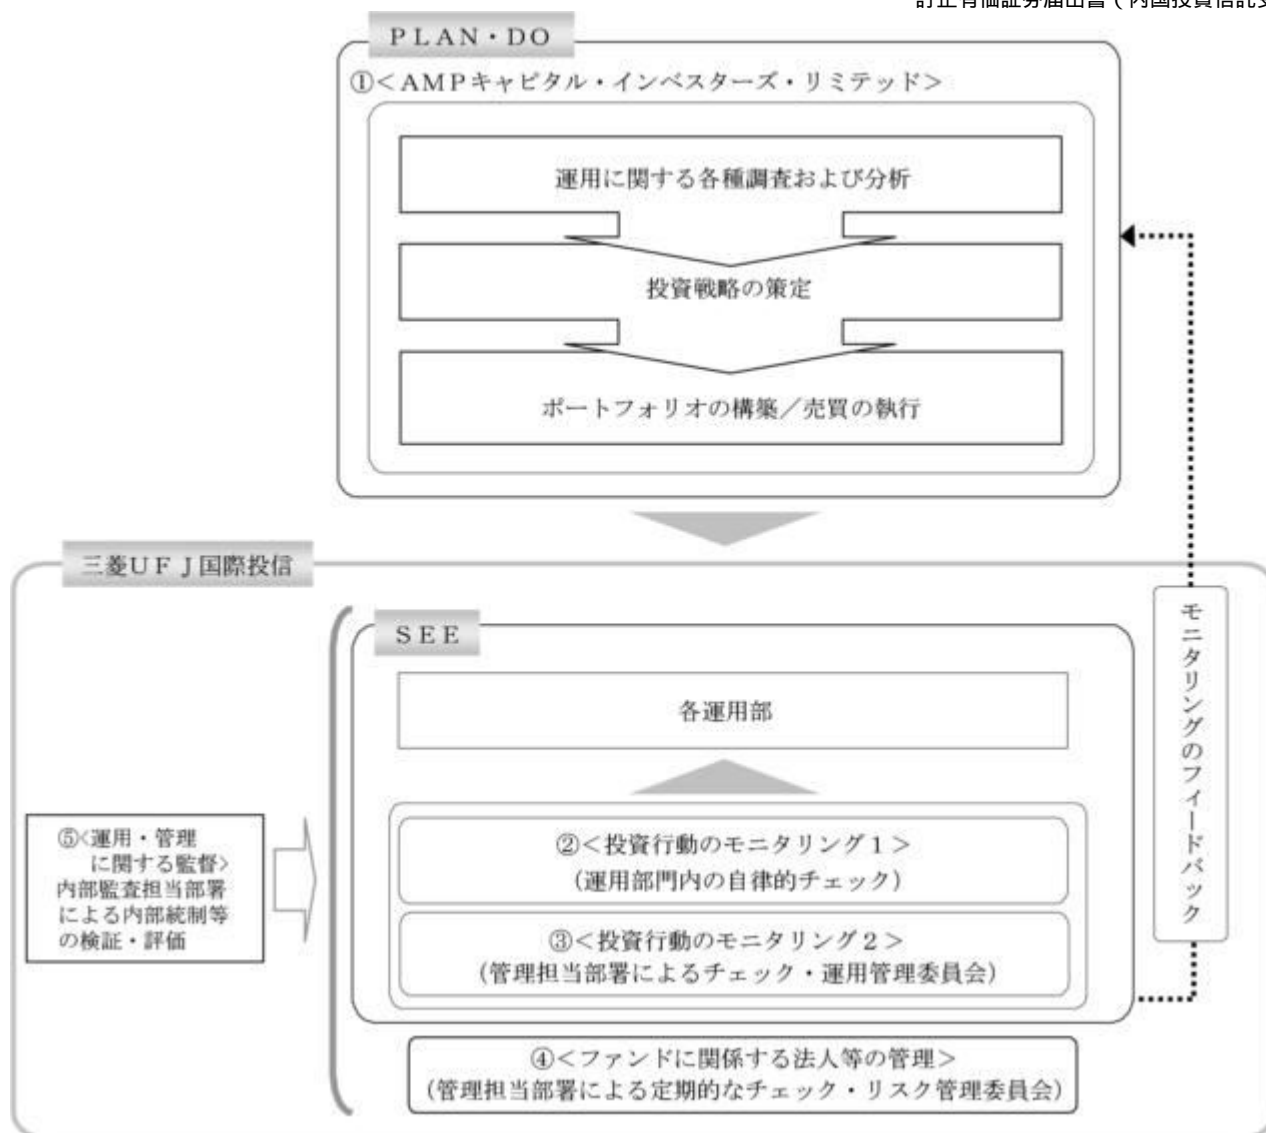 訂正有価証券届出書（内国投資信託受
ＰＬＡＮ・ＤＯ
①＜ＡＭＰキャピタル・インベスターズ・リミテッド＞
運用に関する各種調査および分析
投資戦略の策定
ポートフォリオの構築／売買の執行
三菱ＵＦＪ国際投信
ＳＥＥ
各運用部
モニタリングのフィードバック
②＜投資行動のモニタリング１＞
（運用部門内の自律的チェック）
③＜投資行動のモニタリング２＞
（管理担当部署によるチェック・運用管理委員会）
⑤＜運用・管理
に関する監督＞
内部監査担当部署
による内部統制等
の検証・評価
④＜ファンドに関係する法人等の管理＞
（管理担当部署による定期的なチェック・リスク管理委員会）